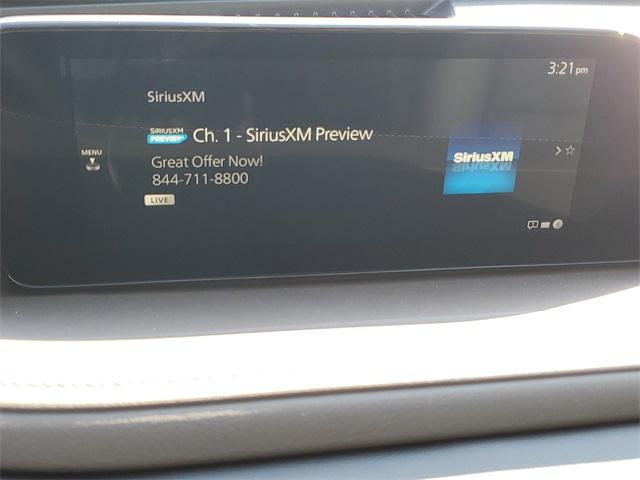 3:21 pm
SiriusXM
SIRIUSXM
PREVIEW
Ch. 1 - SiriusXM Preview
MENU
Great Offer Now!
844-711-8800
LIVE
SiriusXM